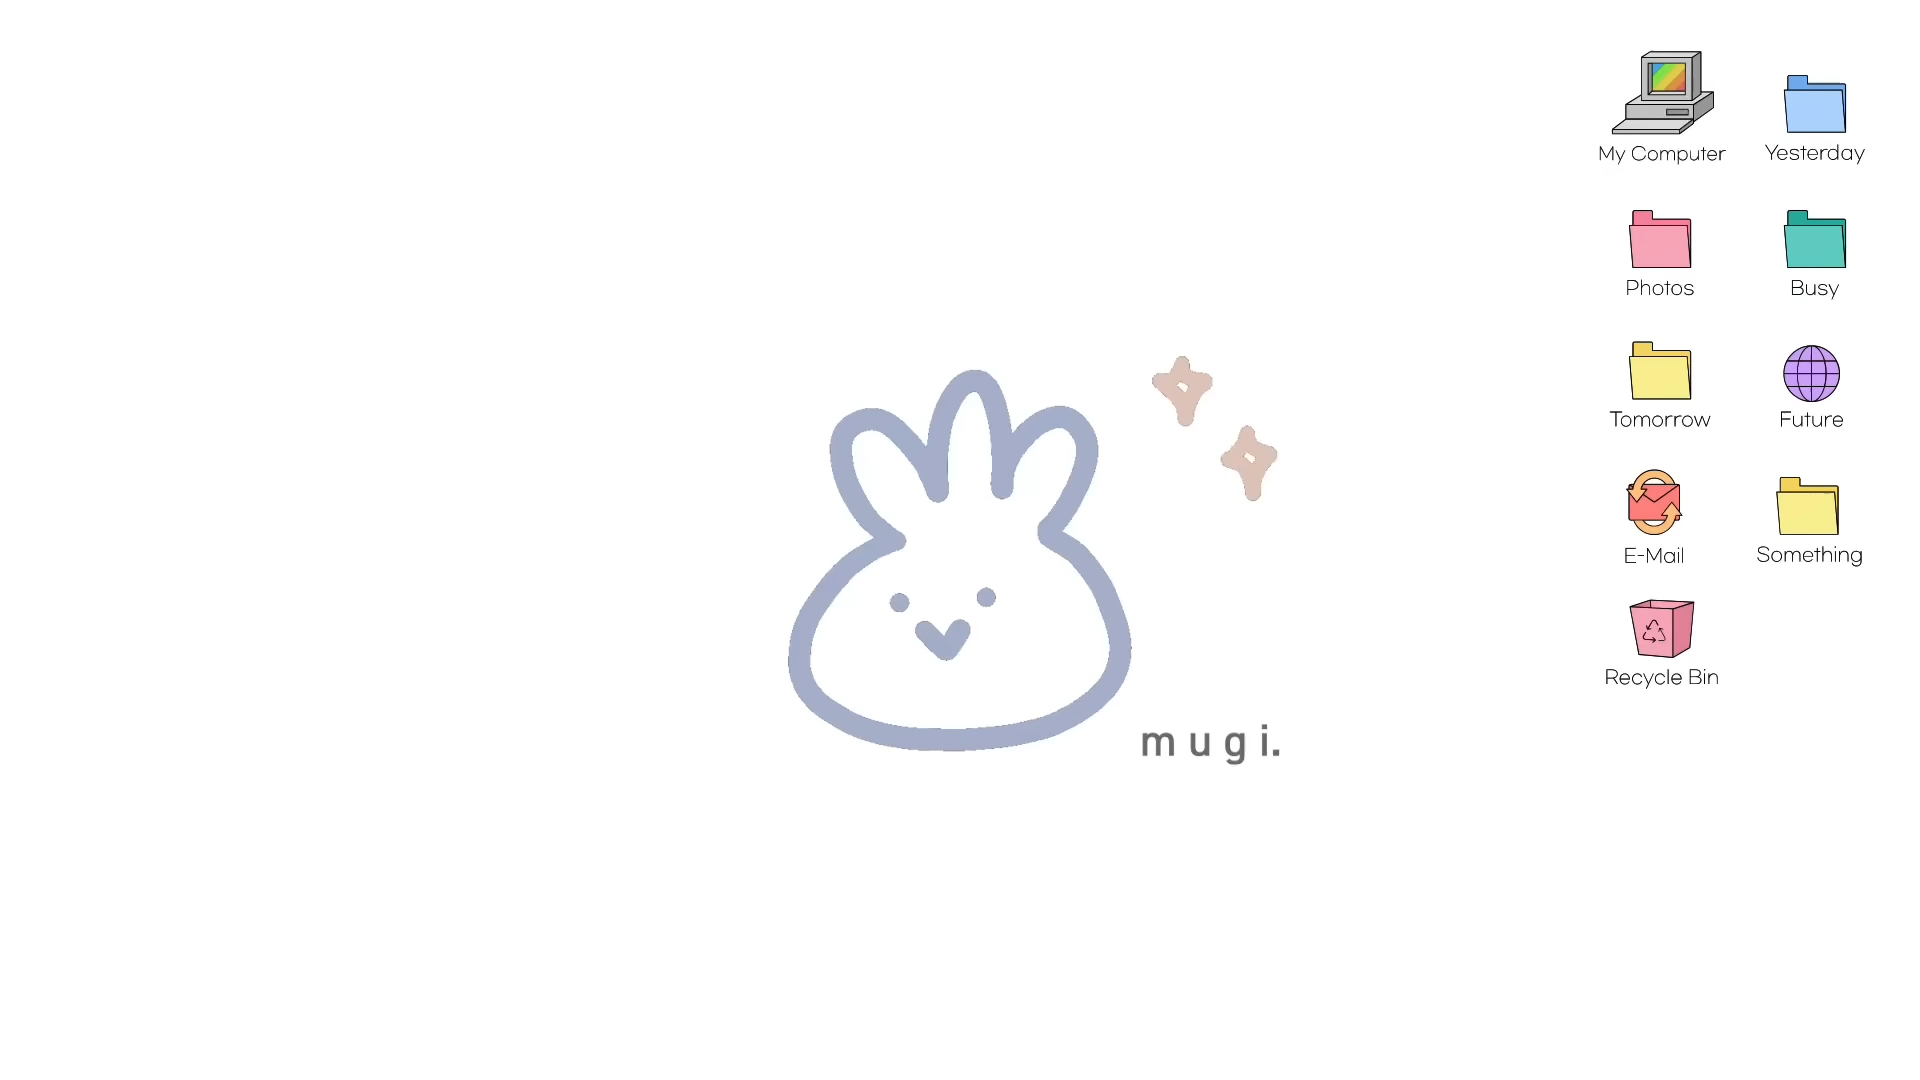 My Computer
Yesterday
Photos
Busy
Tomorrow
Future
E-Mail
Something
Recycle Bin
mugi.